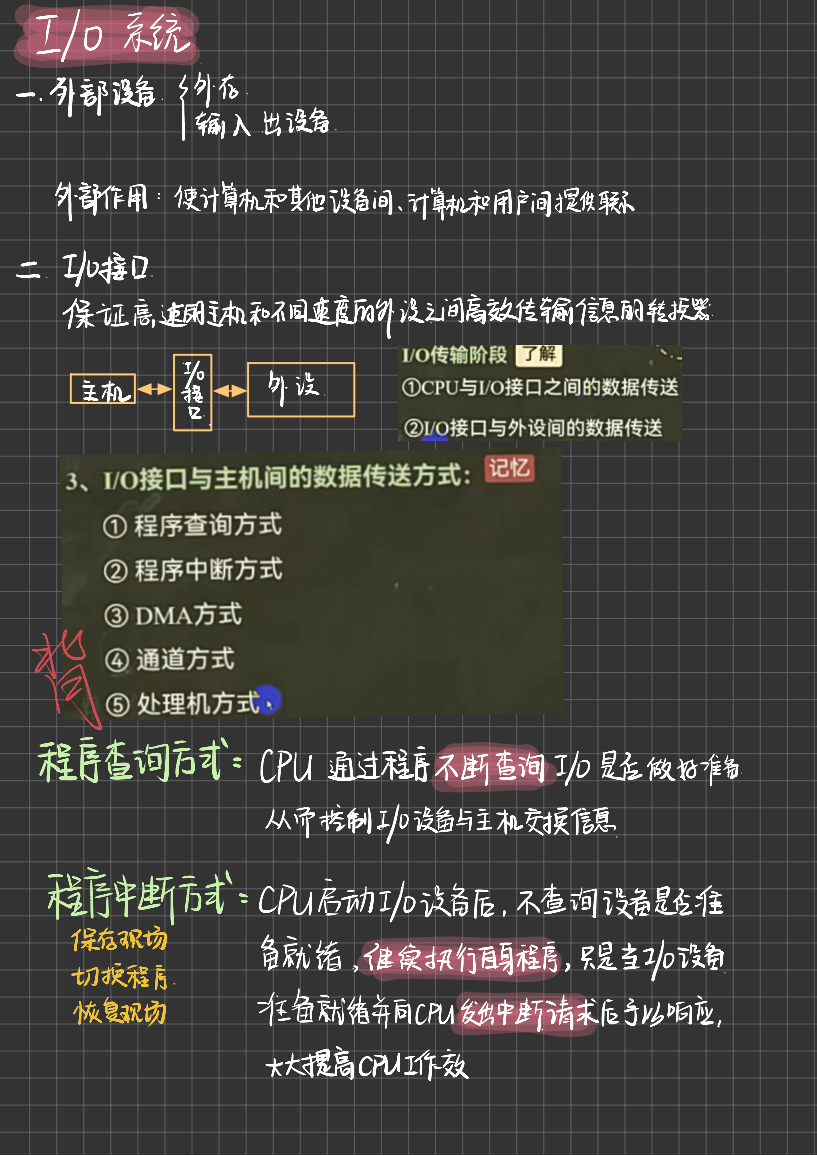 I/O 系统
一. 外部设备 { 外存
输入出设备
外部作用：使计算机和其他设备间、计算机和用户间提供联系
二. I/O接口
保证高速主机和不同速度的外设之间高效传输信息的转换器
主机
I/O接口
外设
I/O传输阶段 了解
①CPU与I/O接口之间的数据传送
②I/O接口与外设间的数据传送
3、I/O接口与主机间的数据传送方式： 记忆
① 程序查询方式
② 程序中断方式
③ DMA方式
④ 通道方式
⑤ 处理机方式
程序查询方式：CPU 通过程序不断查询I/O是否做好准备
从而控制I/O设备与主机交换信息
程序中断方式：CPU启动I/O设备后，不查询设备是否准
备就绪，继续执行自身程序，只是当I/O设备
准备就绪并向CPU发出中断请求后予以响应，
大大提高CPU工作效
保存现场
切换程序
恢复现场